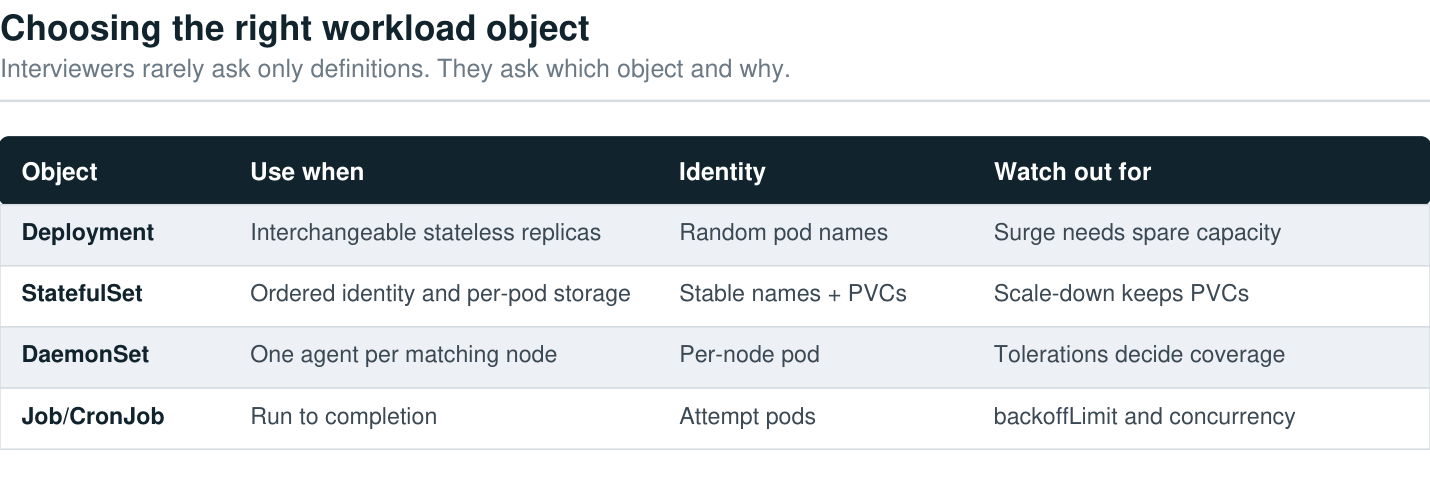 Choosing the right workload object
Interviewers rarely ask only definitions. They ask which object and why.
Object Use when Identity Watch out for
Deployment Interchangeable stateless replicas Random pod names Surge needs spare capacity
StatefulSet Ordered identity and per-pod storage Stable names + PVCs Scale-down keeps PVCs
DaemonSet One agent per matching node Per-node pod Tolerations decide coverage
Job/CronJob Run to completion Attempt pods backoffLimit and concurrency